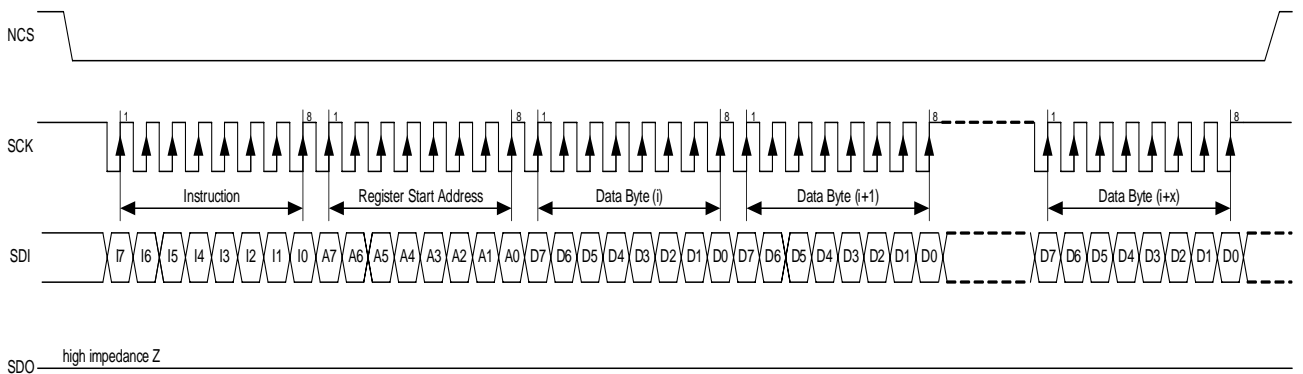 NCS
1 8 1 8 1 8 1 8 1 8
SCK
Instruction Register Start Address Data Byte (i) Data Byte (i+1) Data Byte (i+x)
SDI I7 I6 I5 I4 I3 I2 I1 I0 A7 A6 A5 A4 A3 A2 A1 A0 D7 D6 D5 D4 D3 D2 D1 D0 D7 D6 D5 D4 D3 D2 D1 D0 D7 D6 D5 D4 D3 D2 D1 D0
high impedance Z
SDO